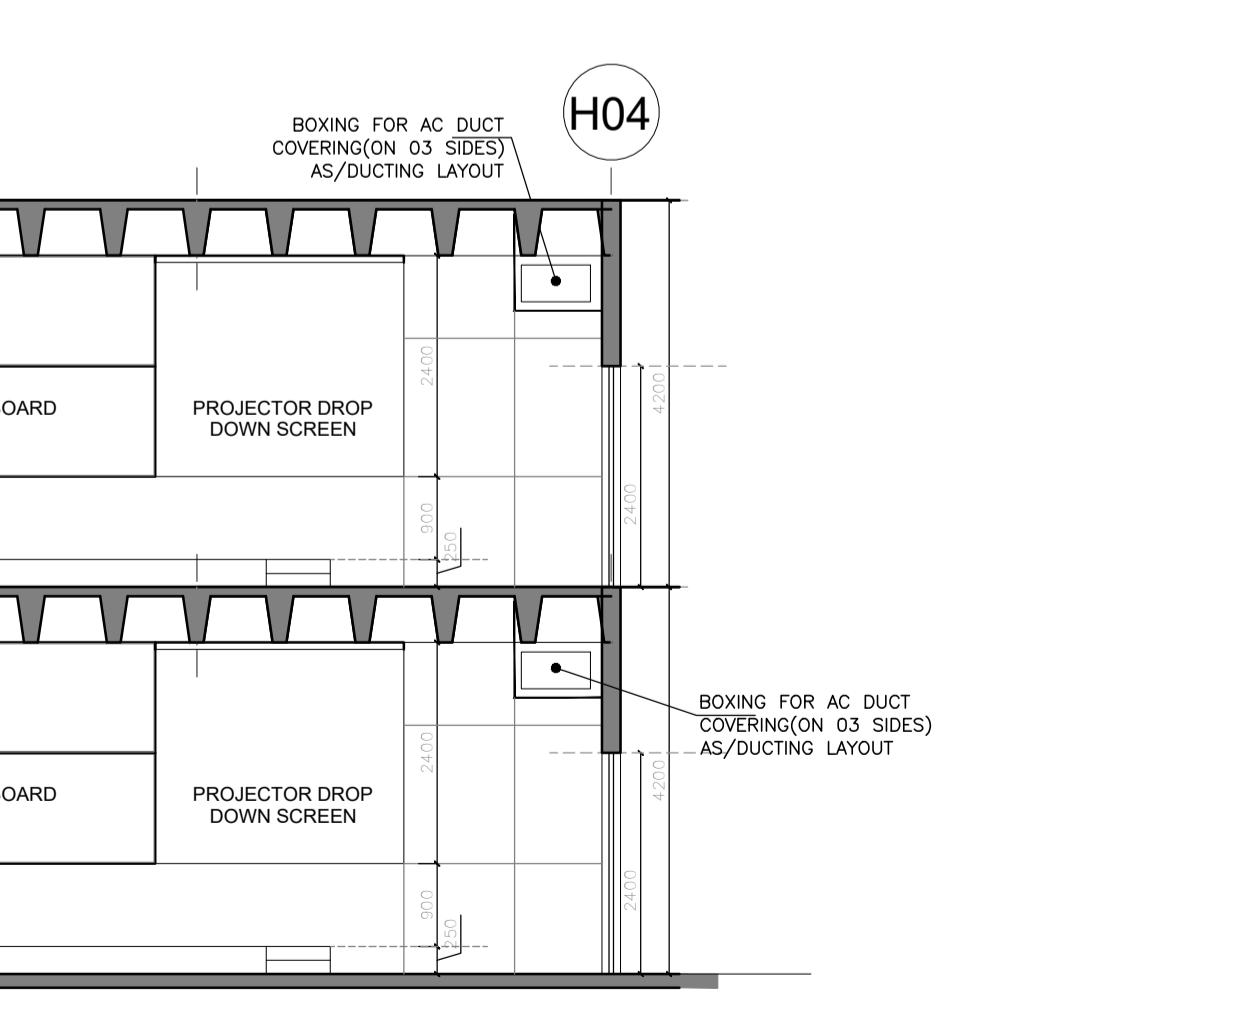 H04
BOXING FOR AC DUCT
COVERING(ON 03 SIDES)
AS/DUCTING LAYOUT
2400
4200
OARD
PROJECTOR DROP
DOWN SCREEN
2400
900
250
BOXING FOR AC DUCT
COVERING(ON 03 SIDES)
AS/DUCTING LAYOUT
2400
4200
OARD
PROJECTOR DROP
DOWN SCREEN
2400
900
250